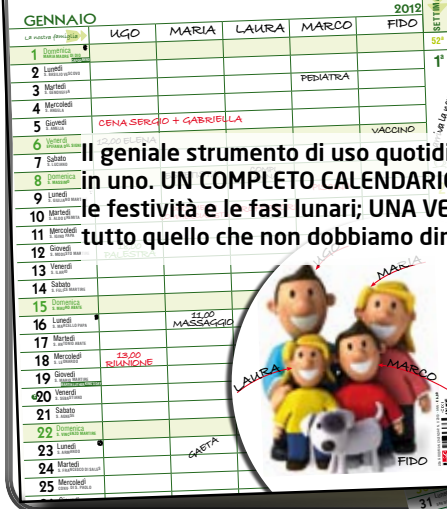 GENNAIO 2012
La nostra famiglia UGO MARIA LAURA MARCO FIDO
52ª
1 Domenica
1ª
2 Lunedì
PEDIATRA
3 Martedì
4 Mercoledì
5 Giovedì
CENA SERGIO + GABRIELLA
VACCINO
6 Venerdì
12,00 ELENA
7 Sabato
8 Domenica
9 Lunedì
10 Martedì
11 Mercoledì
12 Giovedì
PALESTRA
Il geniale strumento di uso quotidi
in uno. UN COMPLETO CALENDARIO
le festività e le fasi lunari; UNA VE
tutto quello che non dobbiamo dim
13 Venerdì
14 Sabato
15 Domenica
16 Lunedì
11,00
MASSAGGIO
17 Martedì
18 Mercoledì
13,00
RIUNIONE
19 Giovedì
20 Venerdì
21 Sabato
22 Domenica
23 Lunedì
GAETA
24 Martedì
25 Mercoledì
UGO
MARIA
LAURA
MARCO
FIDO
31